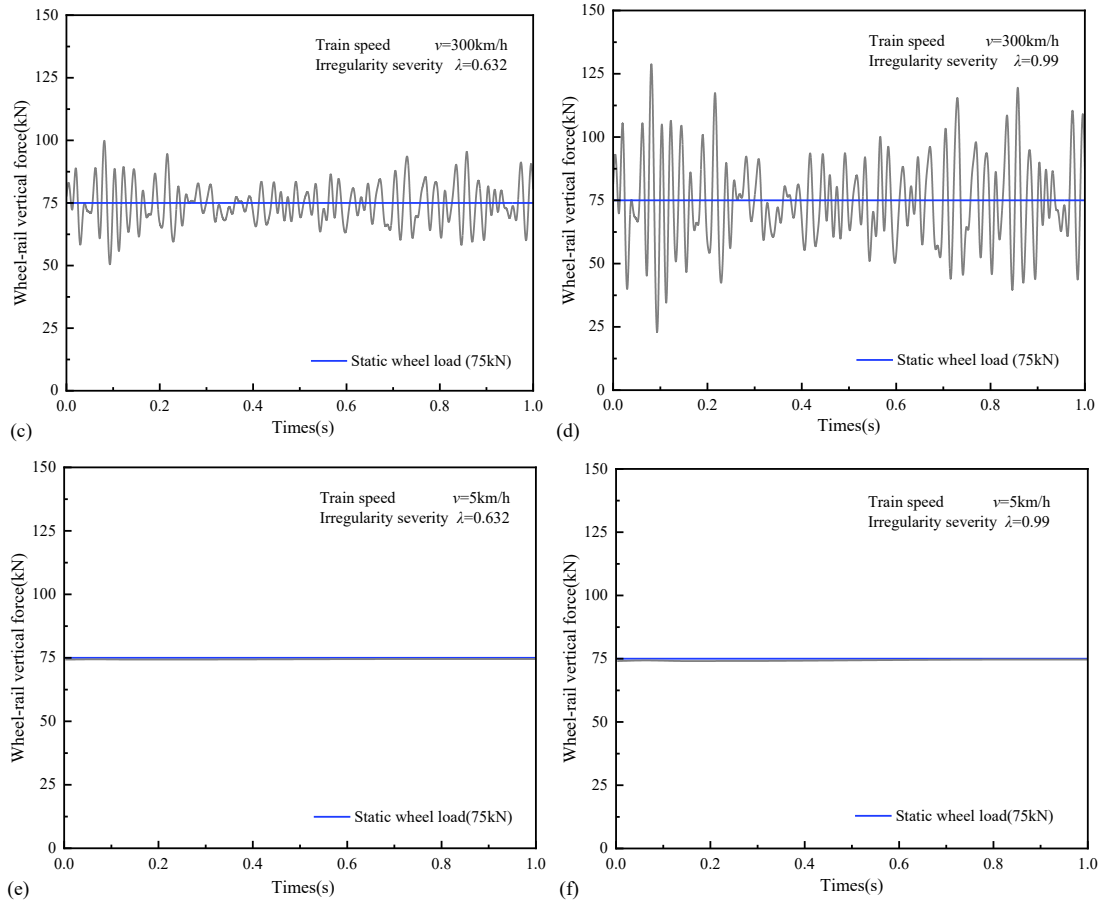 150
125
100
75
50
25
0
Wheel-rail vertical force(kN)
Train speed v=300km/h
Irregularity severity λ=0.632
Static wheel load (75kN)
0.0 0.2 0.4 0.6 0.8 1.0
Times(s)
(c)
150
125
100
75
50
25
0
Wheel-rail vertical force(kN)
Train speed v=300km/h
Irregularity severity λ=0.99
Static wheel load (75kN)
0.0 0.2 0.4 0.6 0.8 1.0
Times(s)
(d)
150
125
100
75
50
25
0
Wheel-rail vertical force(kN)
Train speed v=5km/h
Irregularity severity λ=0.632
Static wheel load(75kN)
0.0 0.2 0.4 0.6 0.8 1.0
Times(s)
(e)
150
125
100
75
50
25
0
Wheel-rail vertical force(kN)
Train speed v=5km/h
Irregularity severity λ=0.99
Static wheel load(75kN)
0.0 0.2 0.4 0.6 0.8 1.0
Times(s)
(f)